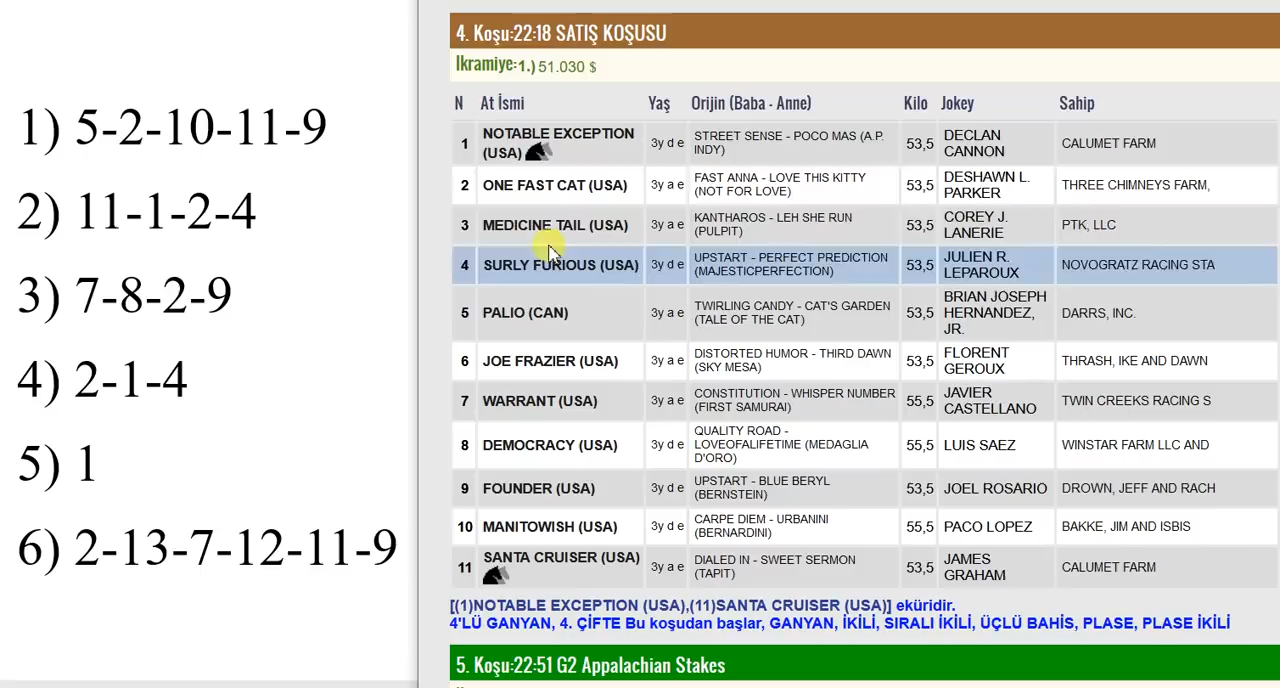 1) 5-2-10-11-9
2) 11-1-2-4
3) 7-8-2-9
4) 2-1-4
5) 1
6) 2-13-7-12-11-9
4. Koşu:22:18 SATIŞ KOŞUSU
Ikramiye:1.) 51.030 $
N At İsmi Yaş Orijin (Baba - Anne) Kilo Jokey Sahip
1 NOTABLE EXCEPTION (USA) 3y d e STREET SENSE - POCO MAS (A.P. INDY) 53,5 DECLAN CANNON CALUMET FARM
2 ONE FAST CAT (USA) 3y a e FAST ANNA - LOVE THIS KITTY (NOT FOR LOVE) 53,5 DESHAWN L. PARKER THREE CHIMNEYS FARM,
3 MEDICINE TAIL (USA) 3y a e KANTHAROS - LEH SHE RUN (PULPIT) 53,5 COREY J. LANERIE PTK, LLC
4 SURLY FURIOUS (USA) 3y d e UPSTART - PERFECT PREDICTION (MAJESTICPERFECTION) 53,5 JULIEN R. LEPAROUX NOVOGRATZ RACING STA
5 PALIO (CAN) 3y a e TWIRLING CANDY - CAT'S GARDEN (TALE OF THE CAT) 53,5 BRIAN JOSEPH HERNANDEZ, JR. DARRS, INC.
6 JOE FRAZIER (USA) 3y a e DISTORTED HUMOR - THIRD DAWN (SKY MESA) 53,5 FLORENT GEROUX THRASH, IKE AND DAWN
7 WARRANT (USA) 3y a e CONSTITUTION - WHISPER NUMBER (FIRST SAMURAI) 55,5 JAVIER CASTELLANO TWIN CREEKS RACING S
8 DEMOCRACY (USA) 3y d e QUALITY ROAD - LOVEOFALIFETIME (MEDAGLIA D'ORO) 55,5 LUIS SAEZ WINSTAR FARM LLC AND
9 FOUNDER (USA) 3y d e UPSTART - BLUE BERYL (BERNSTEIN) 53,5 JOEL ROSARIO DROWN, JEFF AND RACH
10 MANITOWISH (USA) 3y d e CARPE DIEM - URBANINI (BERNARDINI) 55,5 PACO LOPEZ BAKKE, JIM AND ISBIS
11 SANTA CRUISER (USA) 3y a e DIALED IN - SWEET SERMON (TAPIT) 53,5 JAMES GRAHAM CALUMET FARM
[(1)NOTABLE EXCEPTION (USA),(11)SANTA CRUISER (USA)] eküridir.
4'LÜ GANYAN, 4. ÇİFTE Bu koşudan başlar, GANYAN, İKİLİ, SIRALI İKİLİ, ÜÇLÜ BAHİS, PLASE, PLASE İKİLİ
5. Koşu:22:51 G2 Appalachian Stakes